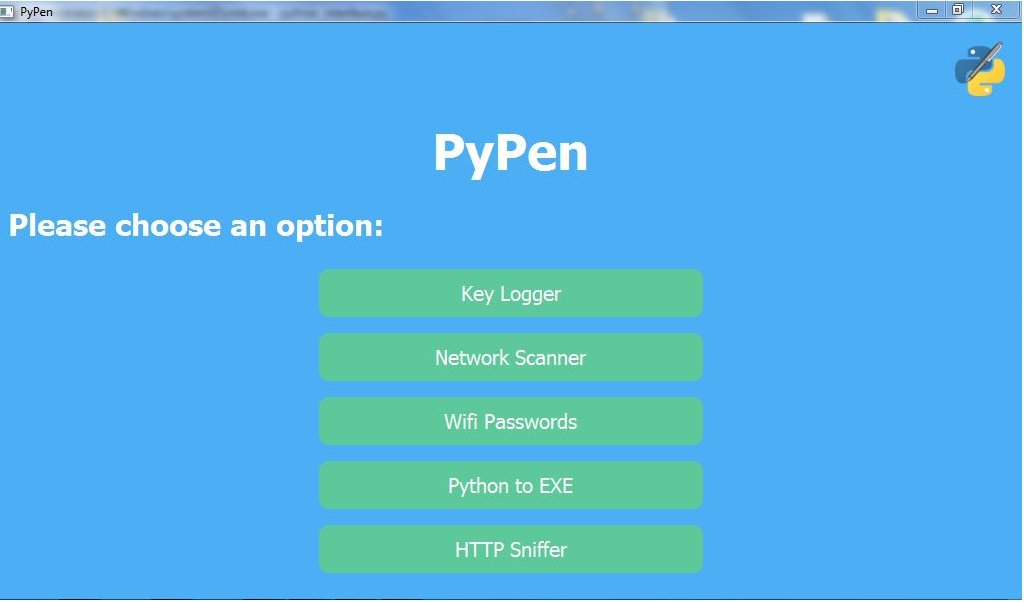 PyPen
PyPen
Please choose an option:
Key Logger
Network Scanner
Wifi Passwords
Python to EXE
HTTP Sniffer